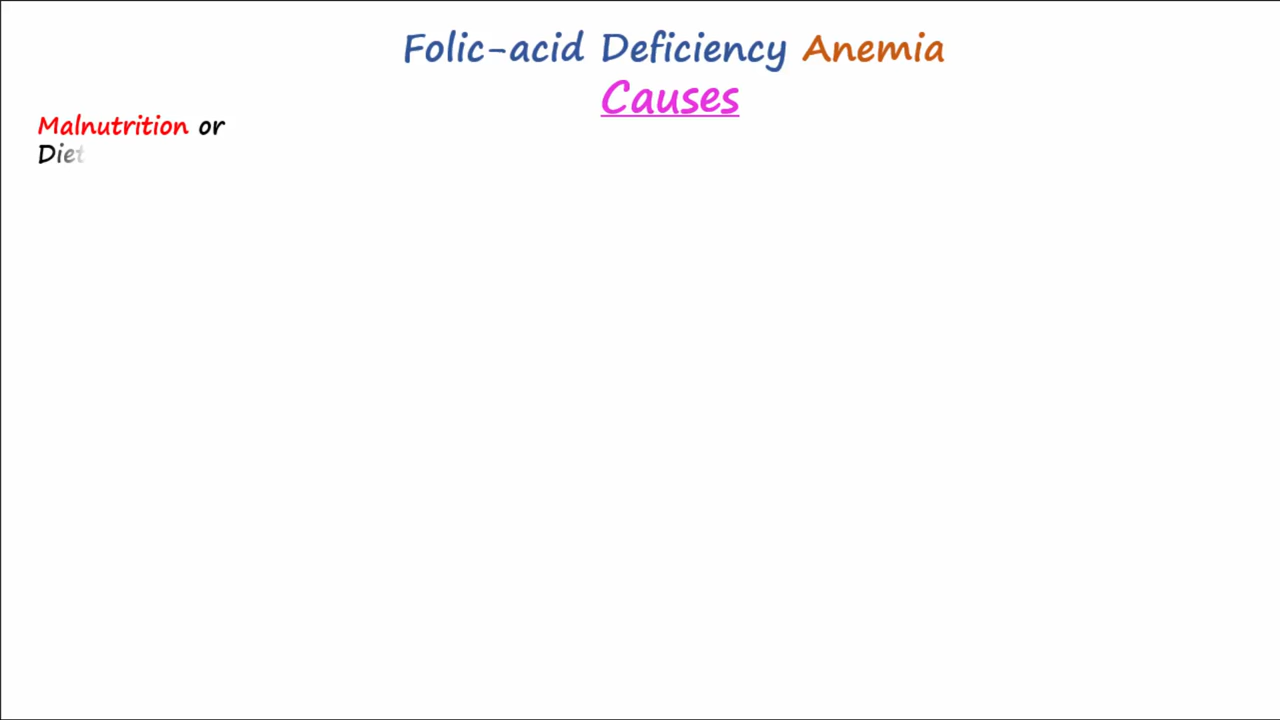 Folic-acid Deficiency Anemia
Causes
Malnutrition or
Diet